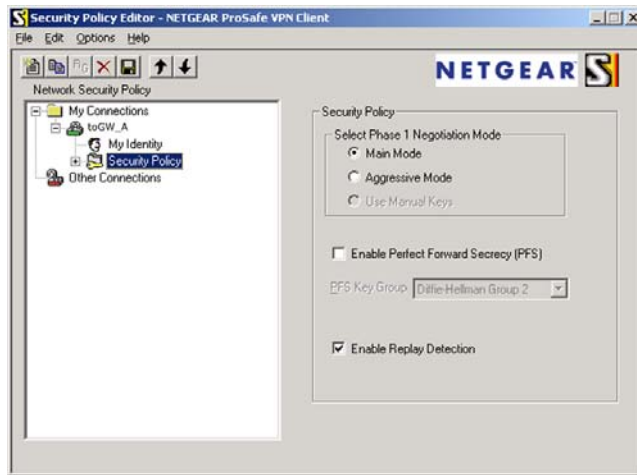 Security Policy Editor - NETGEAR ProSafe VPN Client
File Edit Options Help
NETGEAR S
Network Security Policy
My Connections
toGW_A
My Identity
Security Policy
Other Connections
Security Policy
Select Phase 1 Negotiation Mode
Main Mode
Aggressive Mode
Use Manual Keys
Enable Perfect Forward Secrecy (PFS)
PFS Key Group Diffie-Hellman Group 2
Enable Replay Detection